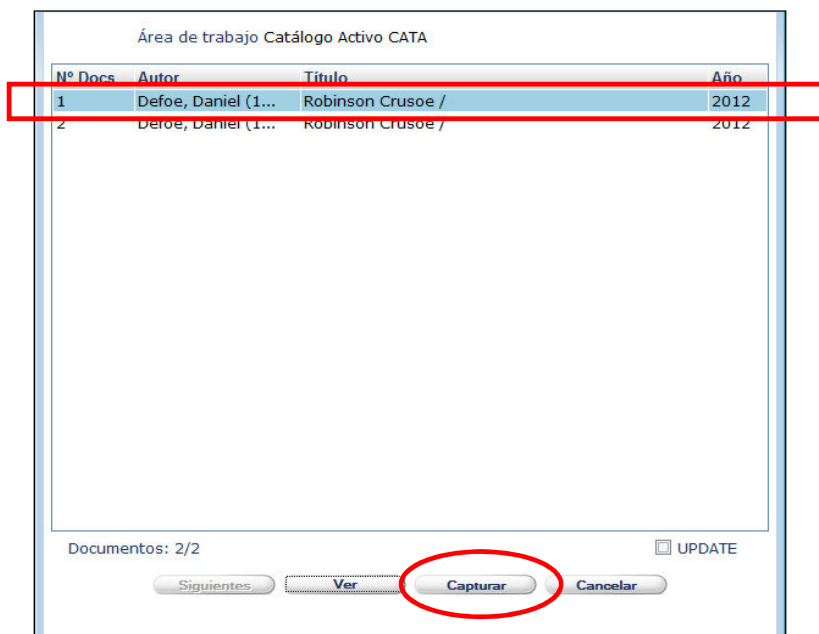 Área de trabajo Catálogo Activo CATA
Nº Docs Autor Título Año
1 Defoe, Daniel (1... Robinson Crusoe / 2012
2 Defoe, Daniel (1... Robinson Crusoe / 2012
Documentos: 2/2 UPDATE
Siguientes Ver Capturar Cancelar